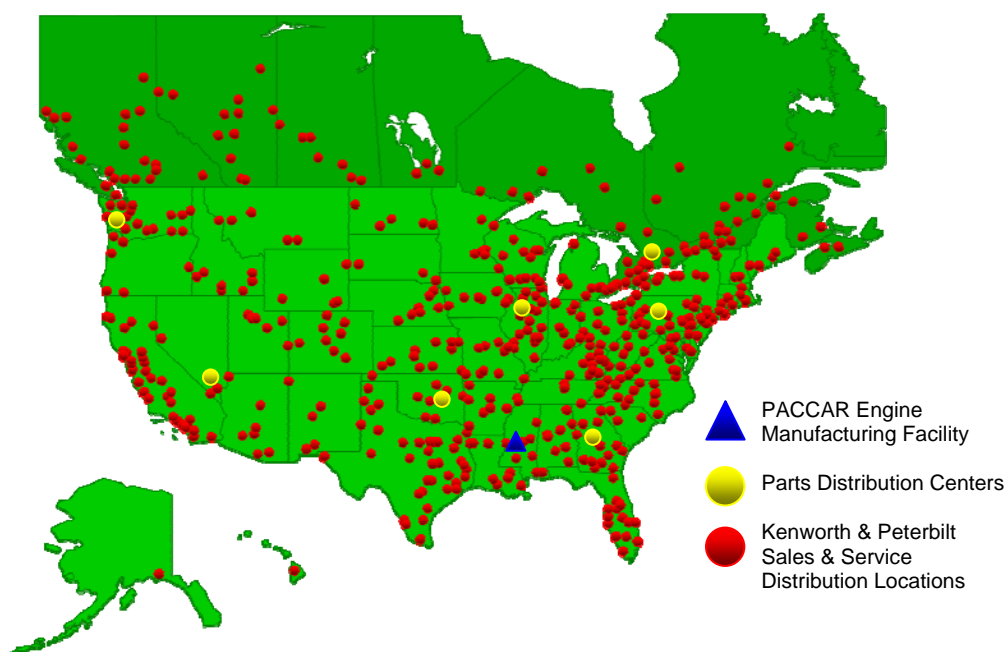 PACCAR Engine
Manufacturing Facility
Parts Distribution Centers
Kenworth & Peterbilt
Sales & Service
Distribution Locations